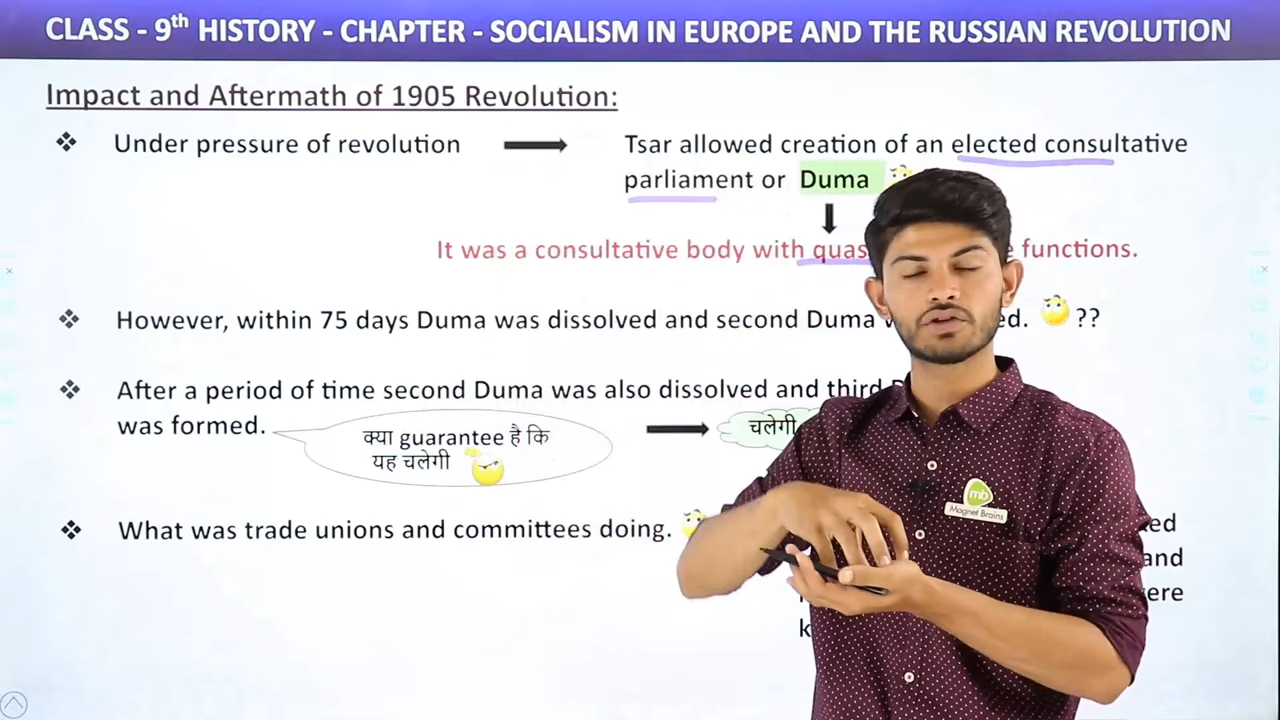 CLASS - 9th HISTORY - CHAPTER - SOCIALISM IN EUROPE AND THE RUSSIAN REVOLUTION
Impact and Aftermath of 1905 Revolution:
❖ Under pressure of revolution
Tsar allowed creation of an elected consultative
parliament or Duma
It was a consultative body with quas functions.
❖ However, within 75 days Duma was dissolved and second Duma ??
❖ After a period of time second Duma was also dissolved and third
was formed.
क्या guarantee है कि
यह चलेगी
चलेगी
❖ What was trade unions and committees doing.
and
mb
Magnet Brains